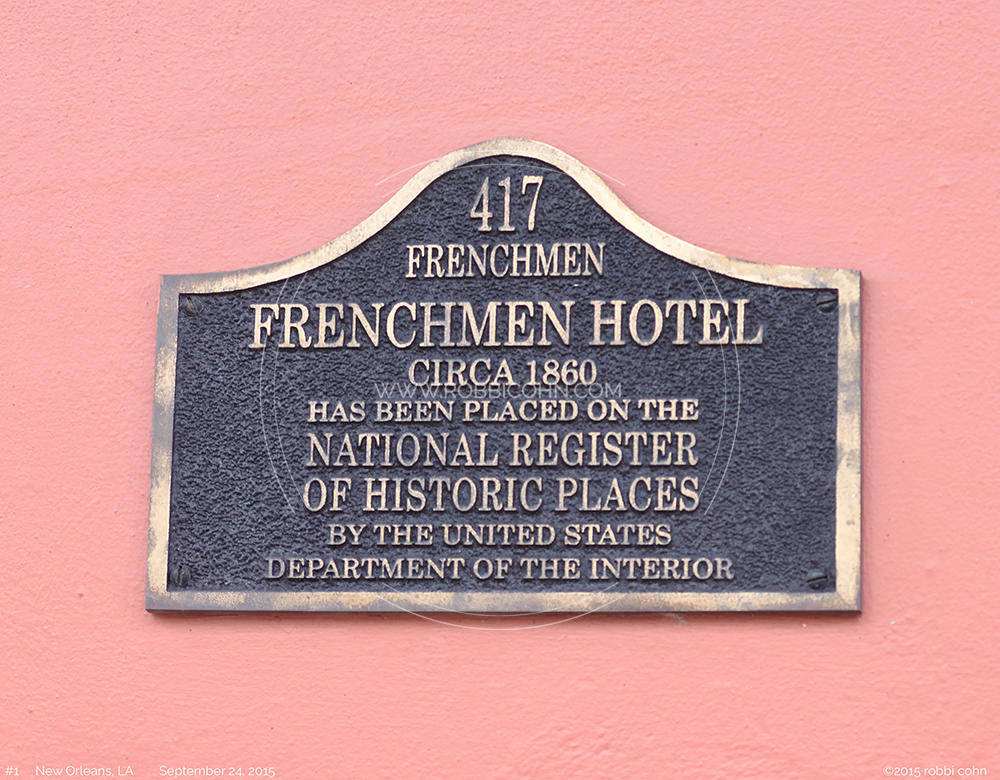 417
FRENCHMEN
FRENCHMEN HOTEL
CIRCA 1860
WWW.ROBBICOHN.COM
HAS BEEN PLACED ON THE
NATIONAL REGISTER
OF HISTORIC PLACES
BY THE UNITED STATES
DEPARTMENT OF THE INTERIOR
#1 New Orleans, LA September 24, 2015 ©2015 robbi cohn